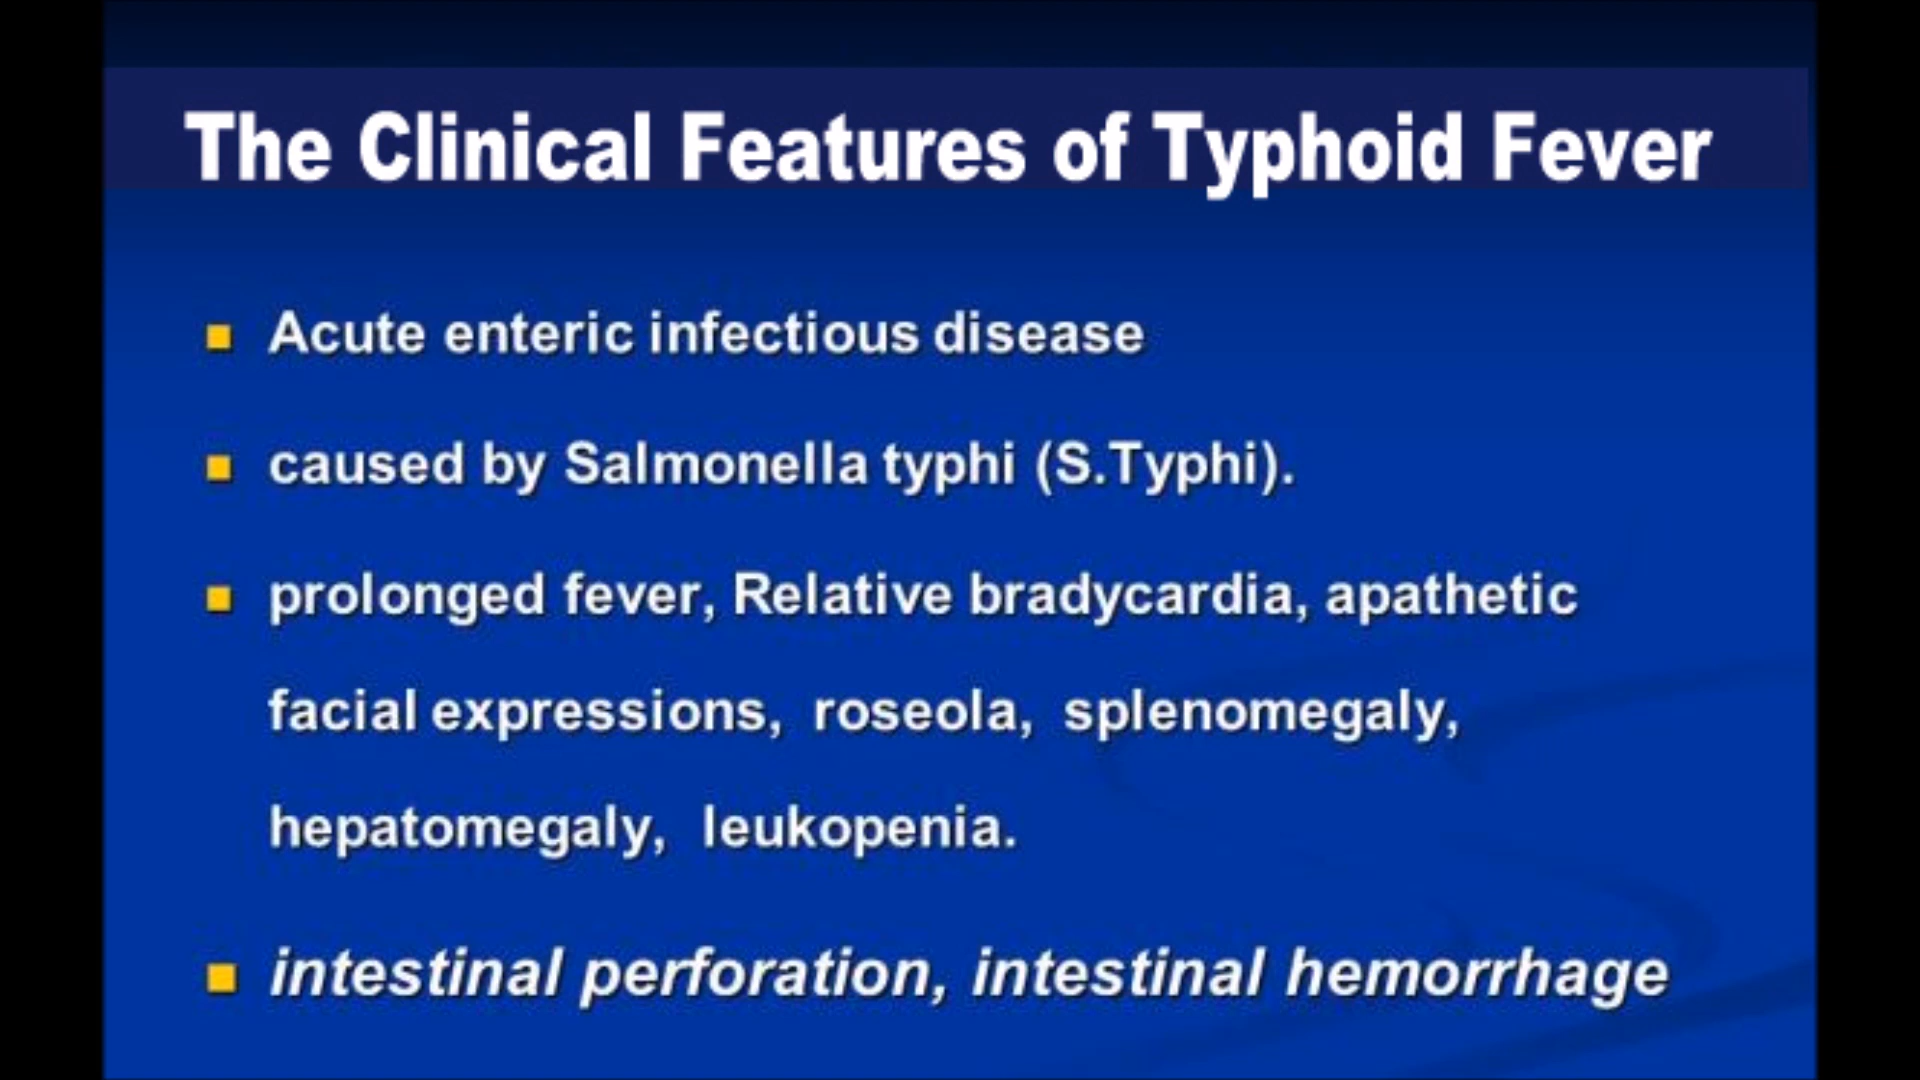 The Clinical Features of Typhoid Fever
Acute enteric infectious disease
caused by Salmonella typhi (S.Typhi).
prolonged fever, Relative bradycardia, apathetic
facial expressions, roseola, splenomegaly,
hepatomegaly, leukopenia.
intestinal perforation, intestinal hemorrhage